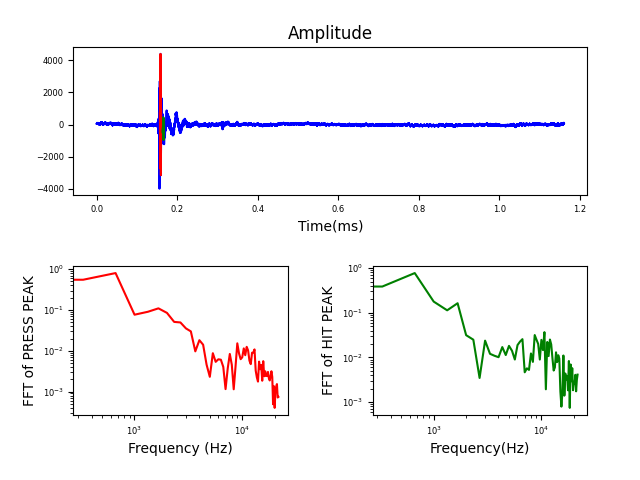 Amplitude
4000
2000
0
−2000
−4000
0.0 0.2 0.4 0.6 0.8 1.0 1.2
Time(ms)
FFT of PRESS PEAK
10⁰
10⁻¹
10⁻²
10⁻³
10³ 10⁴
Frequency (Hz)
FFT of HIT PEAK
10⁰
10⁻¹
10⁻²
10⁻³
10³ 10⁴
Frequency(Hz)